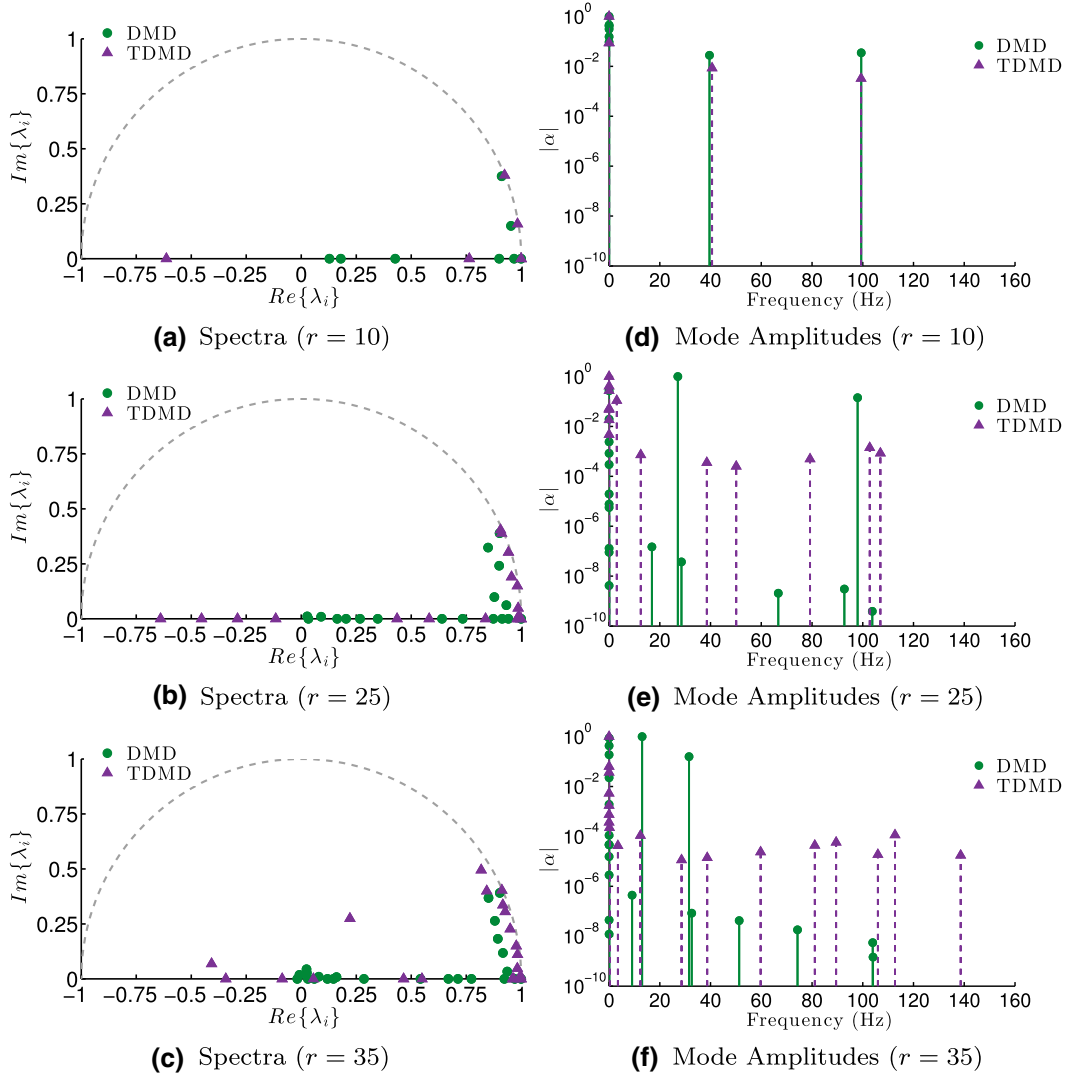 DMD
TDMD
1
0.75
0.5
0.25
0
−1 −0.75 −0.5 −0.25 0 0.25 0.5 0.75 1
Im{λi}
Re{λi}
(a) Spectra (r = 10)
DMD
TDMD
10^0
10^−2
10^−4
10^−6
10^−8
10^−10
0 20 40 60 80 100 120 140 160
|α|
Frequency (Hz)
(d) Mode Amplitudes (r = 10)
DMD
TDMD
1
0.75
0.5
0.25
0
−1 −0.75 −0.5 −0.25 0 0.25 0.5 0.75 1
Im{λi}
Re{λi}
(b) Spectra (r = 25)
DMD
TDMD
10^0
10^−2
10^−4
10^−6
10^−8
10^−10
0 20 40 60 80 100 120 140 160
|α|
Frequency (Hz)
(e) Mode Amplitudes (r = 25)
DMD
TDMD
1
0.75
0.5
0.25
0
−1 −0.75 −0.5 −0.25 0 0.25 0.5 0.75 1
Im{λi}
Re{λi}
(c) Spectra (r = 35)
DMD
TDMD
10^0
10^−2
10^−4
10^−6
10^−8
10^−10
0 20 40 60 80 100 120 140 160
|α|
Frequency (Hz)
(f) Mode Amplitudes (r = 35)